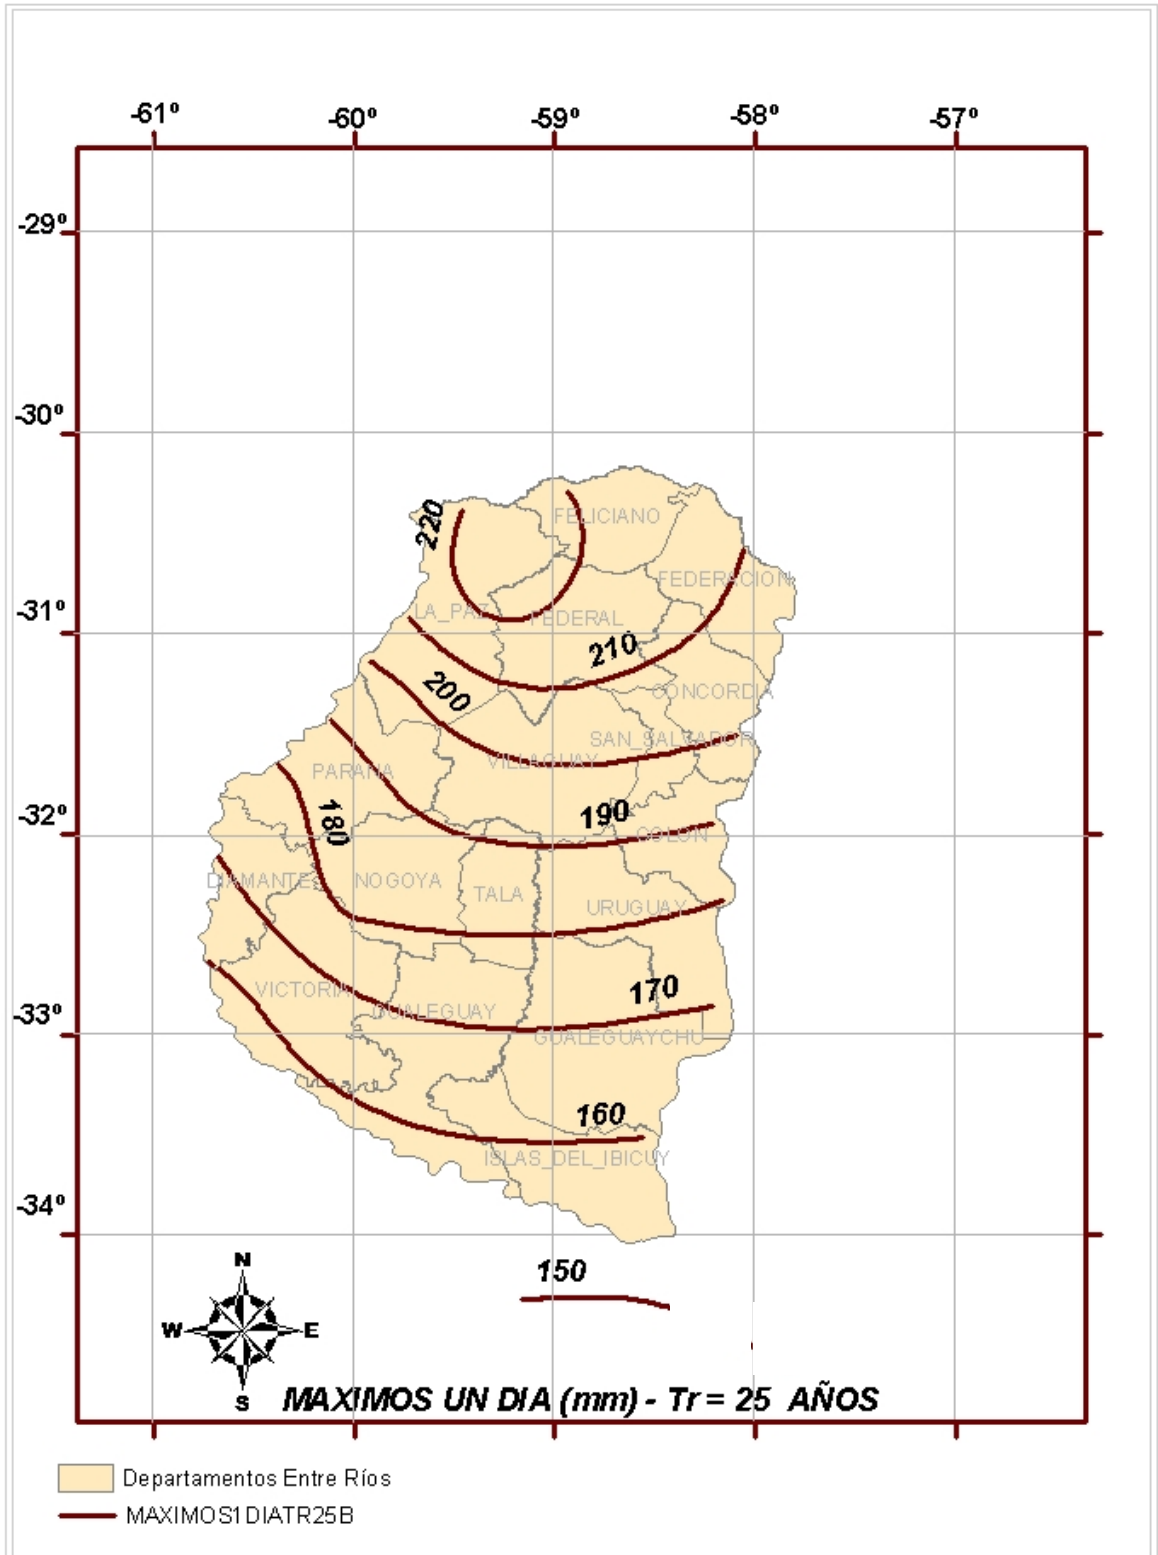 -61º -60º -59º -58º -57º
-29º
-30º
220
FELICIANO
FEDERACION
-31º
LA_PAZ
FEDERAL
210
200
CONCORDIA
SAN_SALVADOR
VILLAGUAY
PARANA
-32º
180
190
COLON
DIAMANTE
NOGOYA
TALA
URUGUAY
VICTORIA
170
-33º
GUALEGUAY
GUALEGUAYCHU
160
ISLAS_DEL_IBICUY
-34º
150
N
W E
S
MAXIMOS UN DIA (mm) - Tr = 25 AÑOS
Departamentos Entre Ríos
MAXIMOS1DIATR25B